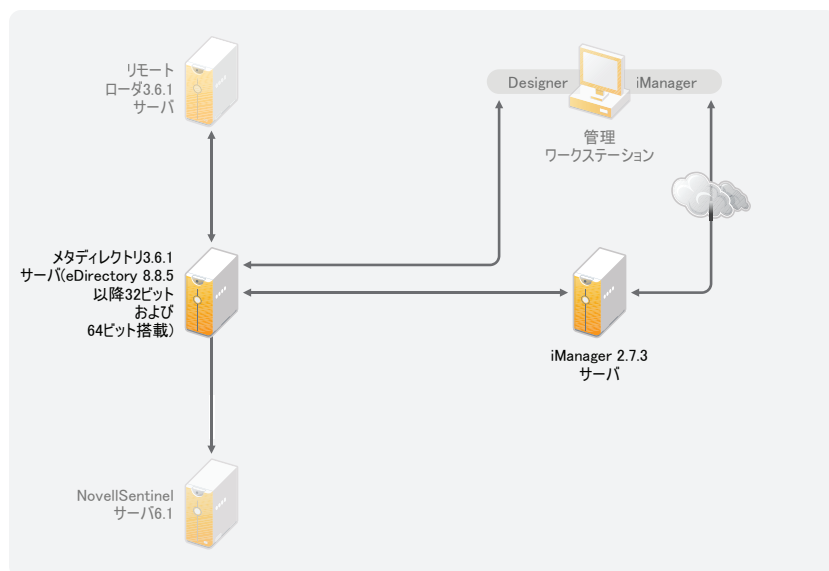 リモート
ローダ3.6.1
サーバ
Designer
iManager
管理
ワークステーション
メタディレクトリ3.6.1
サーバ(eDirectory 8.8.5
以降32ビット
および
64ビット搭載)
iManager 2.7.3
サーバ
NovellSentinel
サーバ6.1